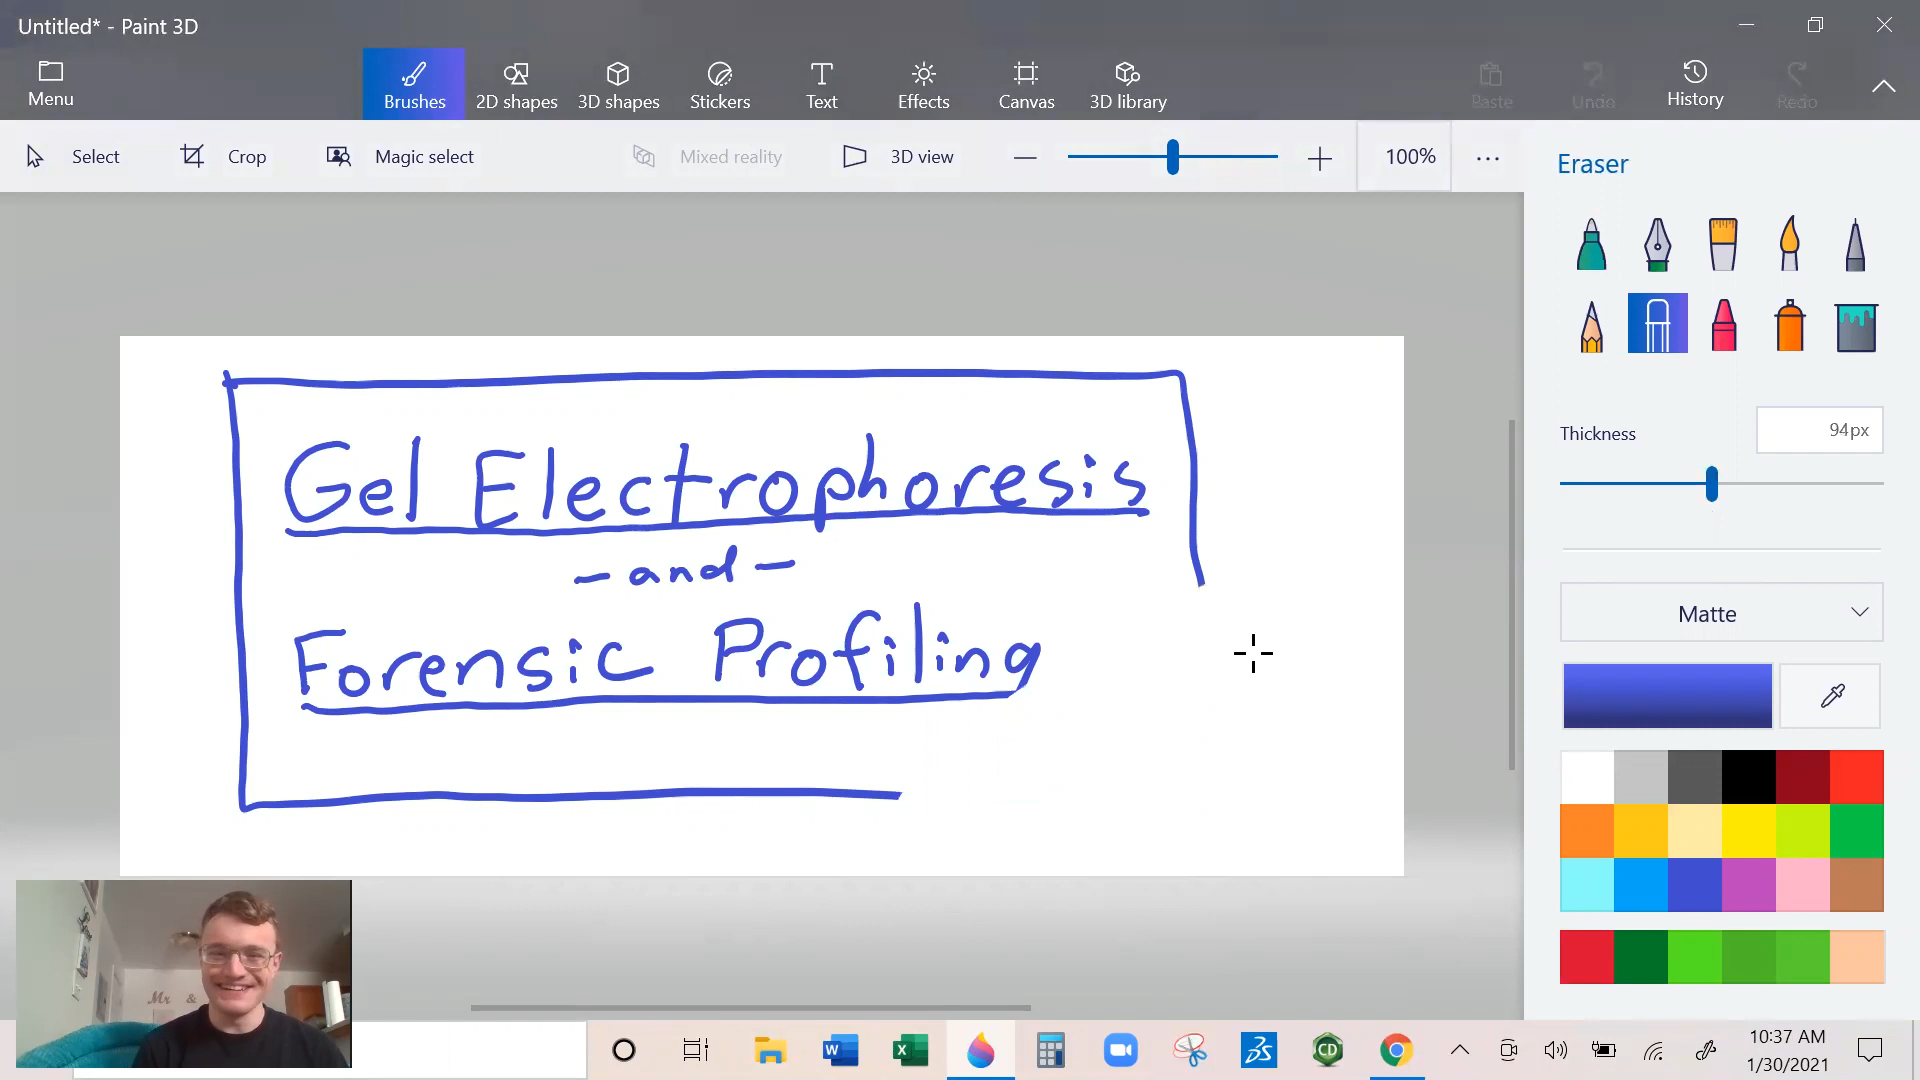 Untitled* - Paint 3D
Menu
Brushes
2D shapes
3D shapes
Stickers
Text
Effects
Canvas
3D library
Paste
Undo
History
Redo
Select
Crop
Magic select
Mixed reality
3D view
100%
Eraser
Thickness
94px
Matte
Gel Electrophoresis
- and -
Forensic Profiling
Mr &
W
X
CD
10:37 AM
1/30/2021